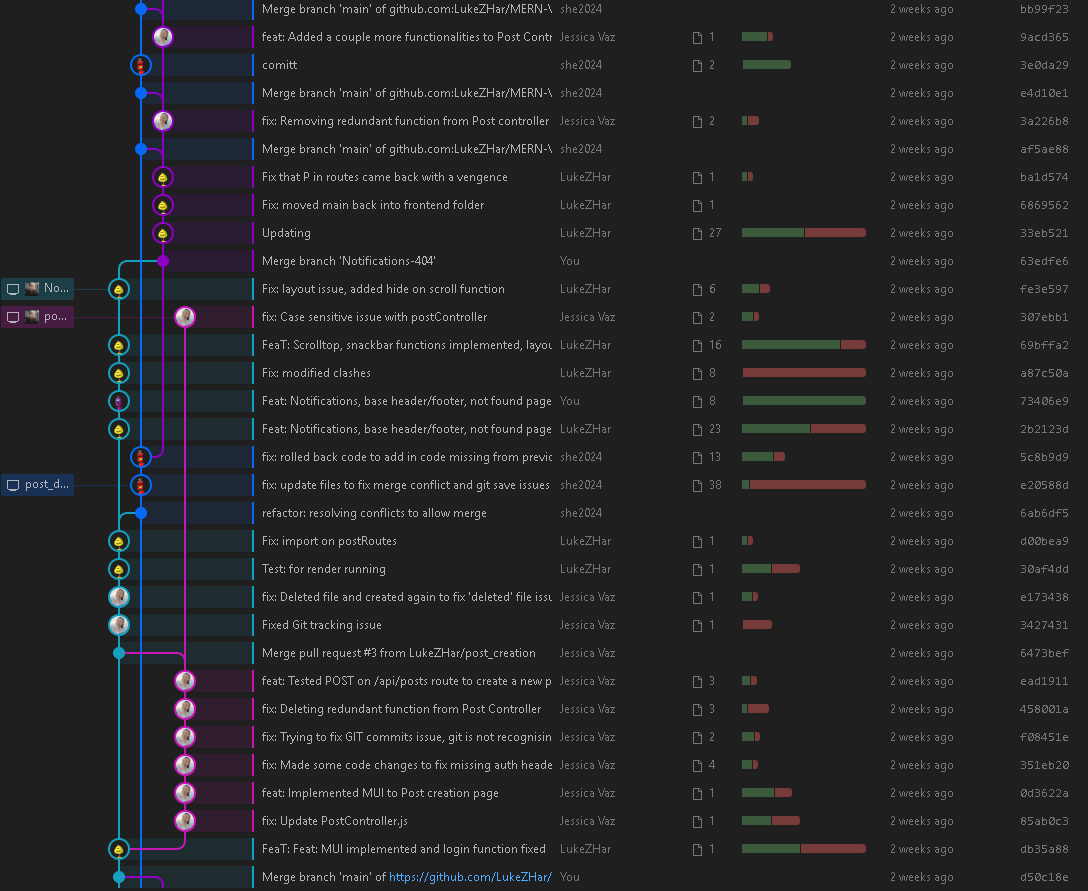 Merge branch 'main' of github.com:LukeZHar/MERN-\ she2024 2 weeks ago bb99f23
feat: Added a couple more functionalities to Post Contr Jessica Vaz 1 2 weeks ago 9acd365
comitt she2024 2 2 weeks ago 3e0da29
Merge branch 'main' of github.com:LukeZHar/MERN-\ she2024 2 weeks ago e4d10e1
fix: Removing redundant function from Post controller Jessica Vaz 2 2 weeks ago 3a226b8
Merge branch 'main' of github.com:LukeZHar/MERN-\ she2024 2 weeks ago af5ae88
Fix that P in routes came back with a vengence LukeZHar 1 2 weeks ago ba1d574
Fix: moved main back into frontend folder LukeZHar 1 2 weeks ago 6869562
Updating LukeZHar 27 2 weeks ago 33eb521
Merge branch 'Notifications-404' You 2 weeks ago 63edfe6
No... Fix: layout issue, added hide on scroll function LukeZHar 6 2 weeks ago fe3e597
po... fix: Case sensitive issue with postController Jessica Vaz 2 2 weeks ago 307ebb1
FeaT: Scrolltop, snackbar functions implemented, layou LukeZHar 16 2 weeks ago 69bffa2
Fix: modified clashes LukeZHar 8 2 weeks ago a87c50a
Feat: Notifications, base header/footer, not found page You 8 2 weeks ago 73406e9
Feat: Notifications, base header/footer, not found page LukeZHar 23 2 weeks ago 2b2123d
fix: rolled back code to add in code missing from previc she2024 13 2 weeks ago 5c8b9d9
post_d... fix: update files to fix merge conflict and git save issues she2024 38 2 weeks ago e20588d
refactor: resolving conflicts to allow merge she2024 2 weeks ago 6ab6df5
Fix: import on postRoutes LukeZHar 1 2 weeks ago d00bea9
Test: for render running LukeZHar 1 2 weeks ago 30af4dd
fix: Deleted file and created again to fix 'deleted' file issu Jessica Vaz 1 2 weeks ago e173438
Fixed Git tracking issue Jessica Vaz 1 2 weeks ago 3427431
Merge pull request #3 from LukeZHar/post_creation Jessica Vaz 2 weeks ago 6473bef
feat: Tested POST on /api/posts route to create a new p Jessica Vaz 3 2 weeks ago ead1911
fix: Deleting redundant function from Post Controller Jessica Vaz 3 2 weeks ago 458001a
fix: Trying to fix GIT commits issue, git is not recognisin Jessica Vaz 2 2 weeks ago f08451e
fix: Made some code changes to fix missing auth heade Jessica Vaz 4 2 weeks ago 351eb20
feat: Implemented MUI to Post creation page Jessica Vaz 1 2 weeks ago 0d3622a
fix: Update PostController.js Jessica Vaz 1 2 weeks ago 85ab0c3
FeaT: Feat: MUI implemented and login function fixed LukeZHar 1 2 weeks ago db35a88
Merge branch 'main' of https://github.com/LukeZHar/ You 2 weeks ago d50c18e